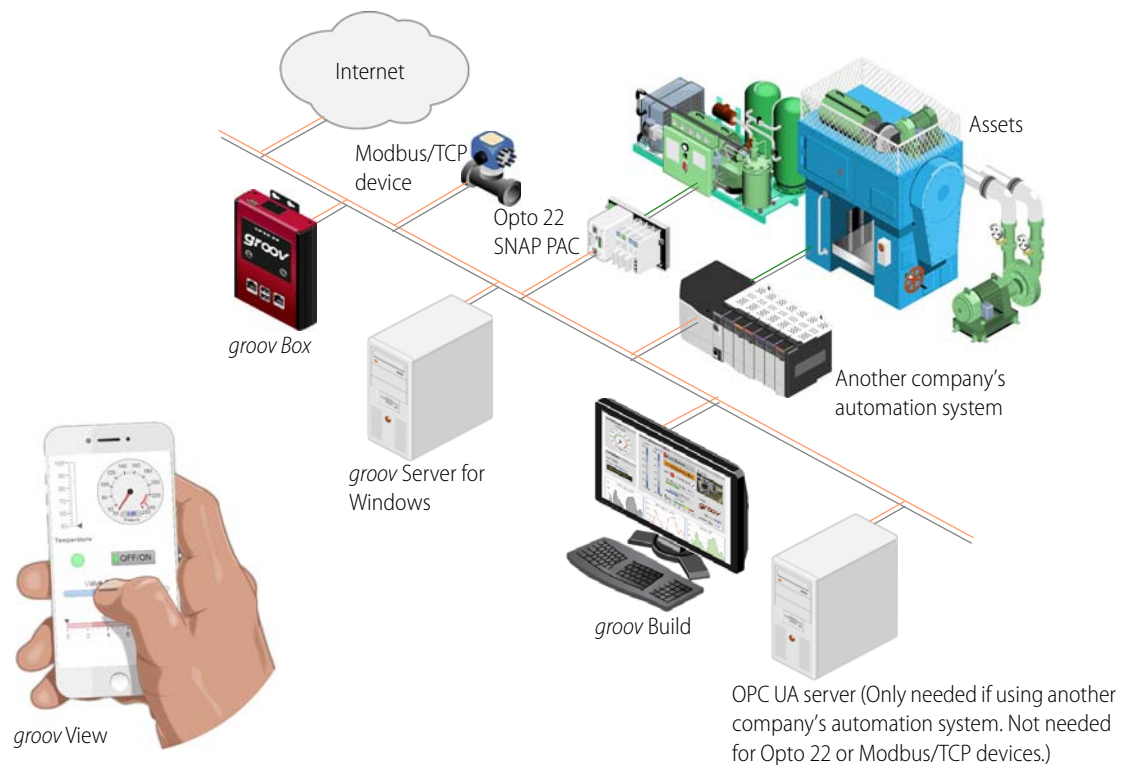 Internet
Modbus/TCP
device
Assets
Opto 22
SNAP PAC
groov
groov Box
Another company's
automation system
groov Server for
Windows
Temperature
OFF/ON
groov
groov Build
OPC UA server (Only needed if using another
company's automation system. Not needed
for Opto 22 or Modbus/TCP devices.)
groov View